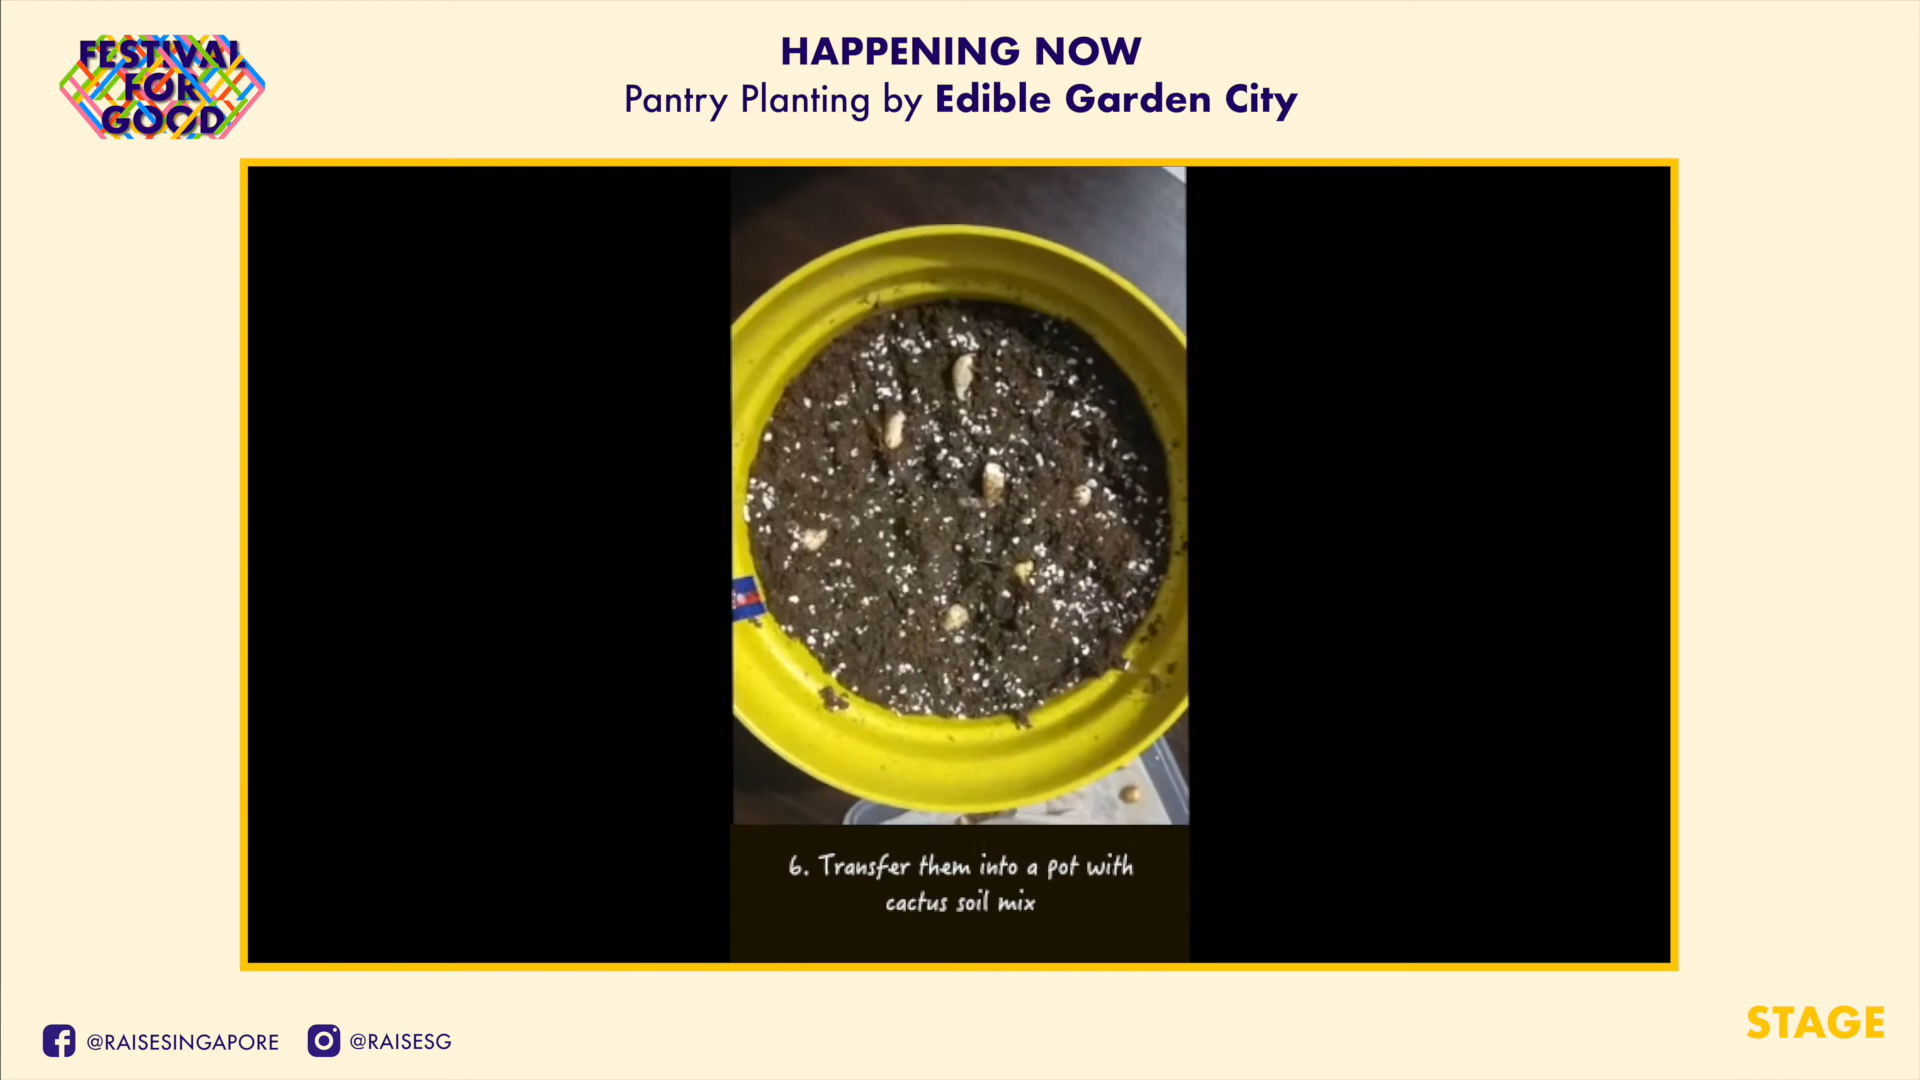 FESTIVAL
FOR
GOOD
HAPPENING NOW
Pantry Planting by Edible Garden City
6. Transfer them into a pot with
cactus soil mix
@RAISESINGAPORE
@RAISESG
STAGE